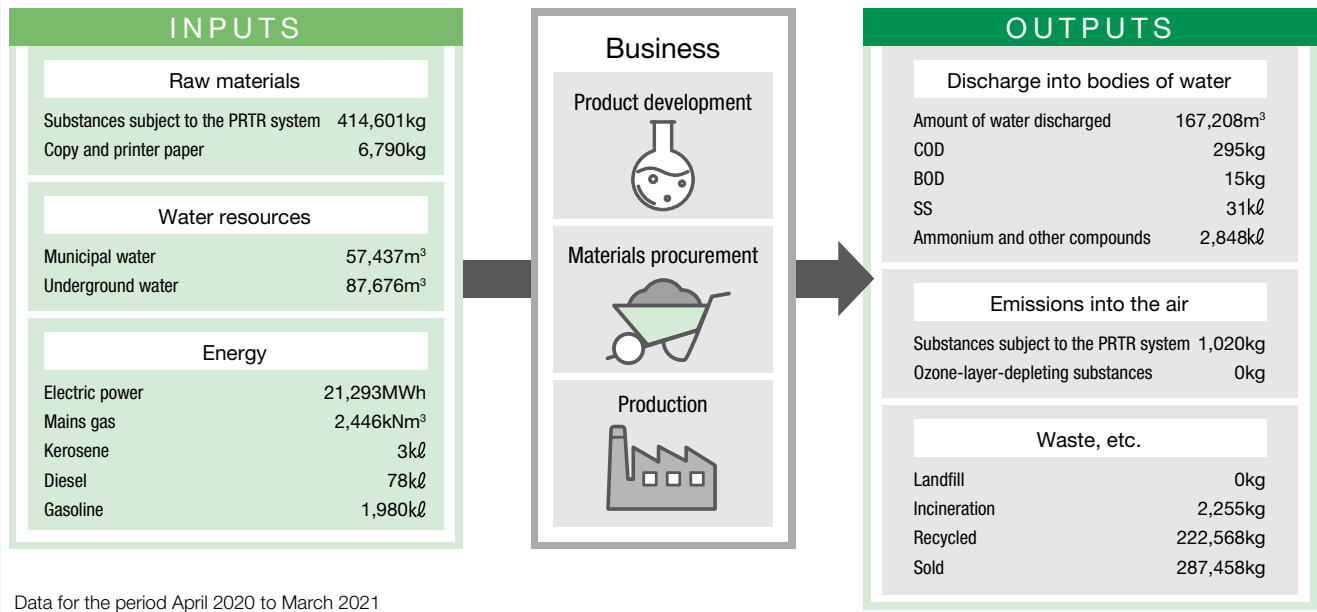 INPUTS
Raw materials
Substances subject to the PRTR system 414,601kg
Copy and printer paper 6,790kg
Water resources
Municipal water 57,437m³
Underground water 87,676m³
Energy
Electric power 21,293MWh
Mains gas 2,446kNm³
Kerosene 3kℓ
Diesel 78kℓ
Gasoline 1,980kℓ
Business
Product development
Materials procurement
Production
OUTPUTS
Discharge into bodies of water
Amount of water discharged 167,208m³
COD 295kg
BOD 15kg
SS 31kℓ
Ammonium and other compounds 2,848kℓ
Emissions into the air
Substances subject to the PRTR system 1,020kg
Ozone-layer-depleting substances 0kg
Waste, etc.
Landfill 0kg
Incineration 2,255kg
Recycled 222,568kg
Sold 287,458kg
Data for the period April 2020 to March 2021